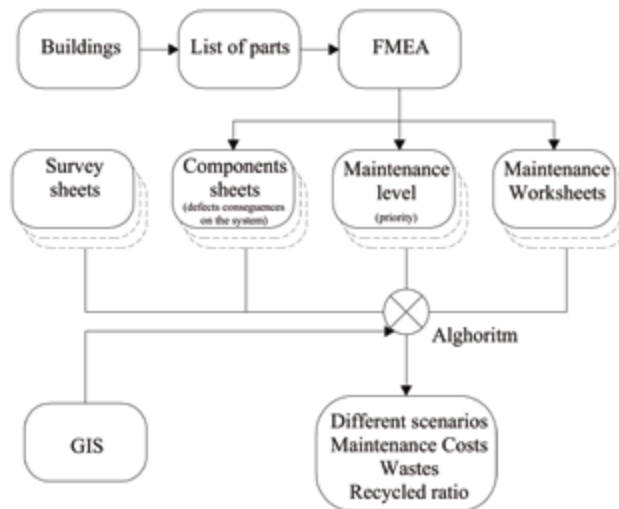 Buildings
List of parts
FMEA
Survey
sheets
Components
sheets
(defects conseguences
on the system)
Maintenance
level
(priority)
Maintenance
Worksheets
Alghoritm
GIS
Different scenarios
Maintenance Costs
Wastes
Recycled ratio